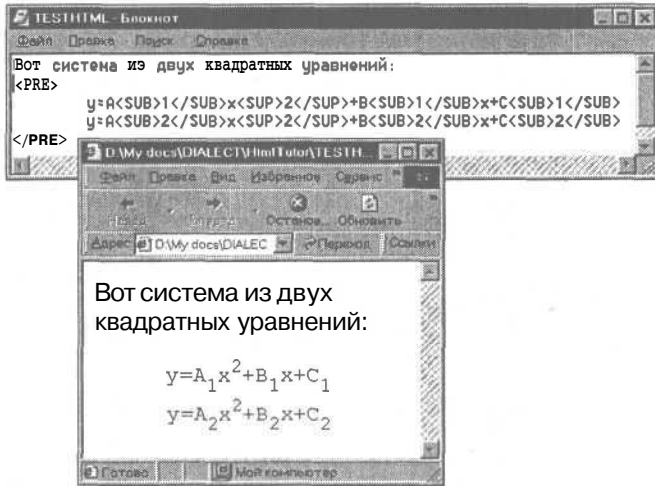 TESTHTML - Блокнот
Файл Правка Поиск Справка
Вот система из двух квадратных уравнений:
<PRE>
y=A<SUB>1</SUB>x<SUP>2</SUP>+B<SUB>1</SUB>x+C<SUB>1</SUB>
y=A<SUB>2</SUB>x<SUP>2</SUP>+B<SUB>2</SUB>x+C<SUB>2</SUB>
</PRE>
D:\My docs\DIALECT\HtmlTutor\TESTH...
Файл Правка Вид Избранное Сервис »
Останов... Обновить »
Адрес D:\My docs\DIALEC Переход Ссылки
Вот система из двух
квадратных уравнений:
y=A₁x²+B₁x+C₁
y=A₂x²+B₂x+C₂
Готово Мой компьютер